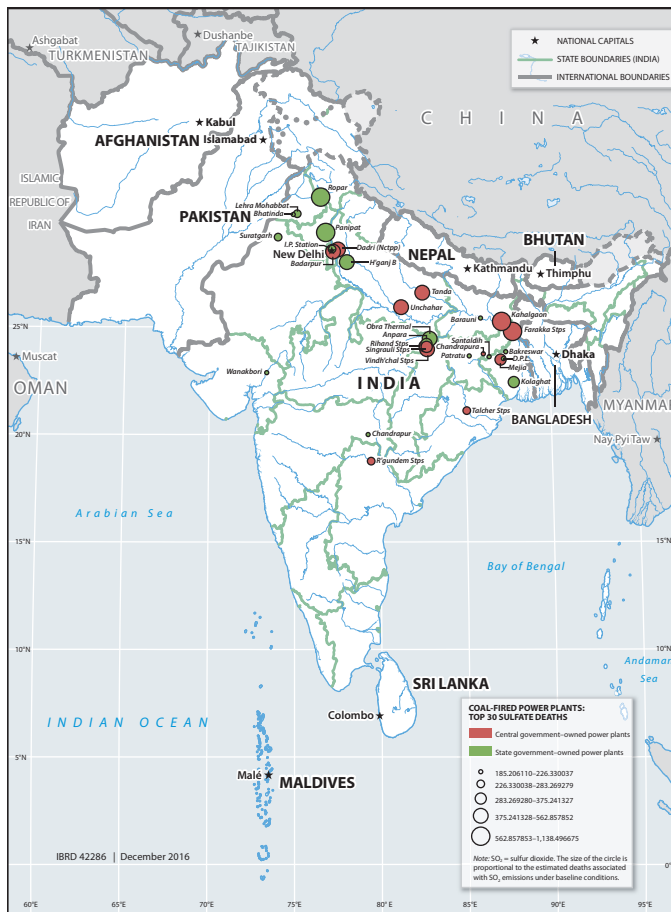 Ashgabat
Dushanbe
TURKMENISTAN
TAJIKISTAN
NATIONAL CAPITALS
STATE BOUNDARIES (INDIA)
INTERNATIONAL BOUNDARIES
C H I N A
Kabul
AFGHANISTAN
Islamabad
ISLAMIC
REPUBLIC OF
IRAN
Ropar
Lehra Mohabbat
Bhatinda
PAKISTAN
Suratgarh
Panipat
I.P. Station
Dadri (Nctpp)
New Delhi
Badarpur
H'ganj B
NEPAL
BHUTAN
Kathmandu
Thimphu
Tanda
Unchahar
Barauni
Kahalgaon
Farakka Stps
25°N
Obra Thermal
Anpara
Rihand Stps
Singrauli Stps
Vindh'chal Stps
Santaldih
Chandrapura
Patratu
Bakreswar
D.P.L
Mejia
Dhaka
Muscat
OMAN
Wanakbori
INDIA
Kolaghat
BANGLADESH
MYANMAR
Talcher Stps
20°N
20°N
Chandrapur
Nay Pyi Taw
R'gundem Stps
Arabian Sea
15°N
15°N
Bay of Bengal
10°N
10°N
Andaman
Sea
SRI LANKA
INDIAN OCEAN
Colombo
COAL-FIRED POWER PLANTS:
TOP 30 SULFATE DEATHS
Central government–owned power plants
State government–owned power plants
185.206110–226.330037
226.330038–283.269279
283.269280–375.241327
375.241328–562.857852
562.857853–1,138.496675
5°N
Malé
MALDIVES
IBRD 42286 | December 2016
Note: SO₂ = sulfur dioxide. The size of the circle is
proportional to the estimated deaths associated
with SO₂ emissions under baseline conditions.
0°
60°E
65°E
70°E
75°E
80°E
85°E
90°E
95°E